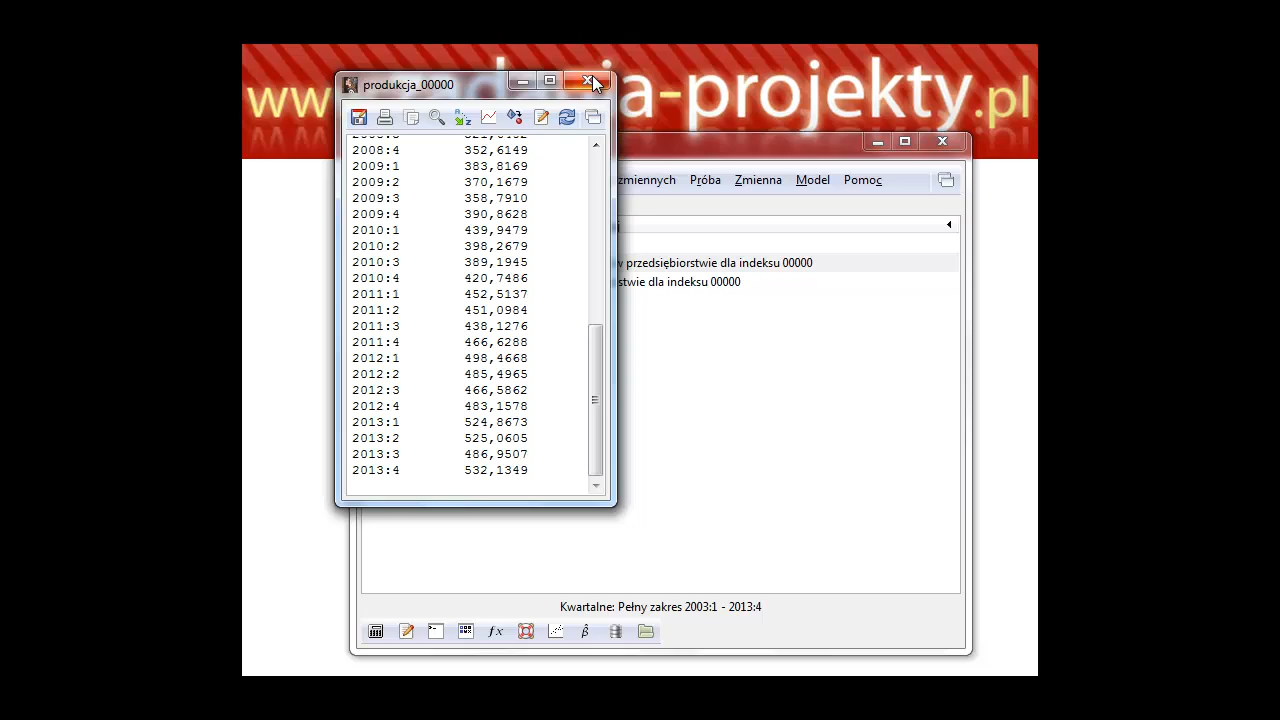 www. -projekty.pl
produkcja_00000
2008:4 352,6149
2009:1 383,8169
2009:2 370,1679
2009:3 358,7910
2009:4 390,8628
2010:1 439,9479
2010:2 398,2679
2010:3 389,1945
2010:4 420,7486
2011:1 452,5137
2011:2 451,0984
2011:3 438,1276
2011:4 466,6288
2012:1 498,4668
2012:2 485,4965
2012:3 466,5862
2012:4 483,1578
2013:1 524,8673
2013:2 525,0605
2013:3 486,9507
2013:4 532,1349
zmiennych Próba Zmienna Model Pomoc
w przedsiębiorstwie dla indeksu 00000
stwie dla indeksu 00000
Kwartalne: Pełny zakres 2003:1 - 2013:4
fx
β̂